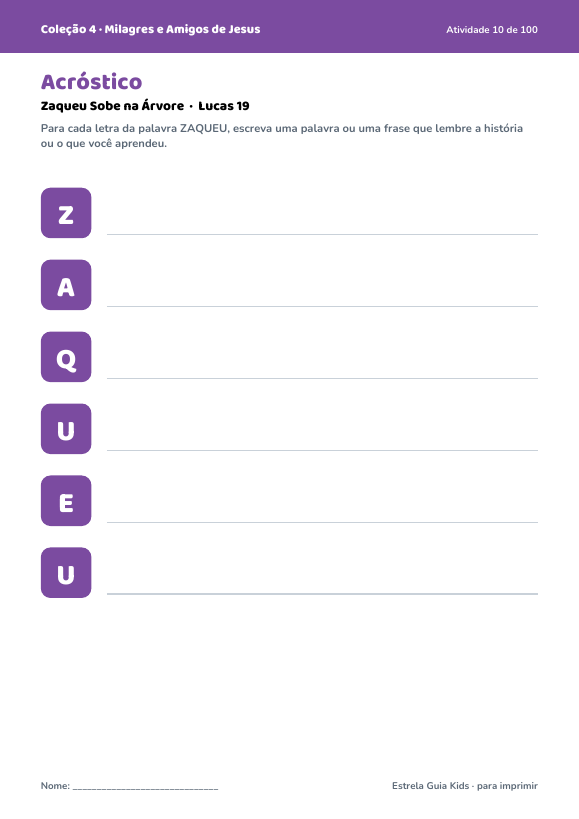 Coleção 4 · Milagres e Amigos de Jesus
Atividade 10 de 100
Acróstico
Zaqueu Sobe na Árvore · Lucas 19
Para cada letra da palavra ZAQUEU, escreva uma palavra ou uma frase que lembre a história
ou o que você aprendeu.
Z
A
Q
U
E
U
Nome: ____________________________
Estrela Guia Kids · para imprimir